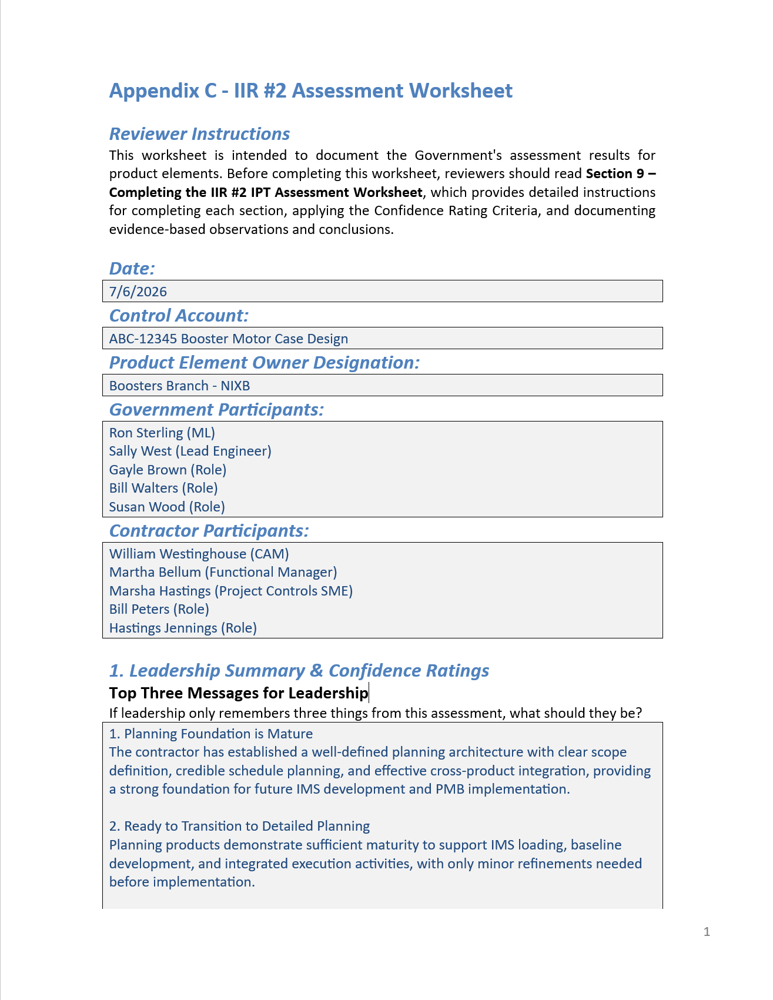 Appendix C - IIR #2 Assessment Worksheet
Reviewer Instructions
This worksheet is intended to document the Government's assessment results for
product elements. Before completing this worksheet, reviewers should read Section 9 –
Completing the IIR #2 IPT Assessment Worksheet, which provides detailed instructions
for completing each section, applying the Confidence Rating Criteria, and documenting
evidence-based observations and conclusions.
Date:
7/6/2026
Control Account:
ABC-12345 Booster Motor Case Design
Product Element Owner Designation:
Boosters Branch - NIXB
Government Participants:
Ron Sterling (ML)
Sally West (Lead Engineer)
Gayle Brown (Role)
Bill Walters (Role)
Susan Wood (Role)
Contractor Participants:
William Westinghouse (CAM)
Martha Bellum (Functional Manager)
Marsha Hastings (Project Controls SME)
Bill Peters (Role)
Hastings Jennings (Role)
1. Leadership Summary & Confidence Ratings
Top Three Messages for Leadership
If leadership only remembers three things from this assessment, what should they be?
1. Planning Foundation is Mature
The contractor has established a well-defined planning architecture with clear scope
definition, credible schedule planning, and effective cross-product integration, providing
a strong foundation for future IMS development and PMB implementation.
2. Ready to Transition to Detailed Planning
Planning products demonstrate sufficient maturity to support IMS loading, baseline
development, and integrated execution activities, with only minor refinements needed
before implementation.
1